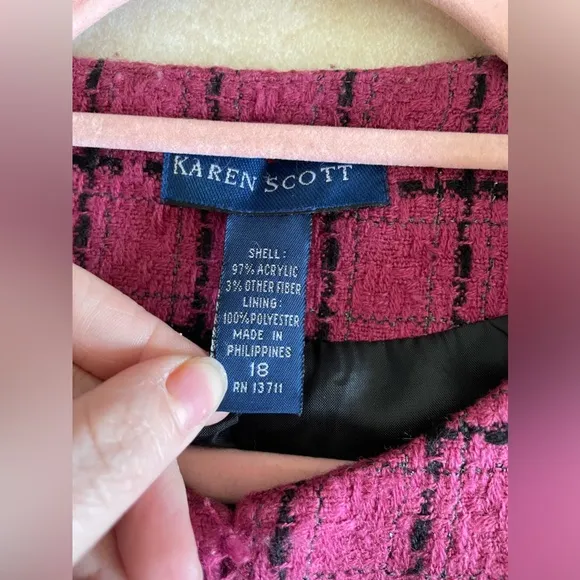 KAREN SCOTT
SHELL:
97% ACRYLIC
3% OTHER FIBER
LINING:
100% POLYESTER
MADE IN
PHILIPPINES
18
RN 13711